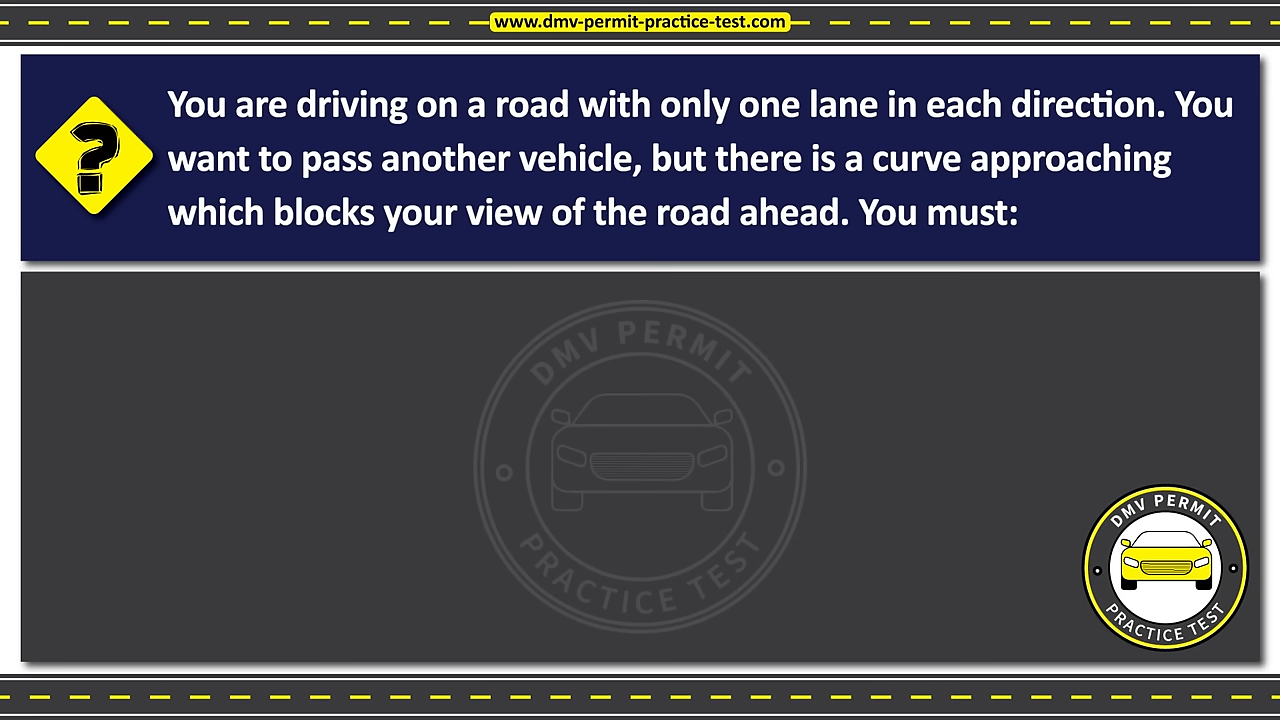 www.dmv-permit-practice-test.com
You are driving on a road with only one lane in each direction. You
want to pass another vehicle, but there is a curve approaching
which blocks your view of the road ahead. You must:
DMV PERMIT
PRACTICE TEST
DMV PERMIT
PRACTICE TEST